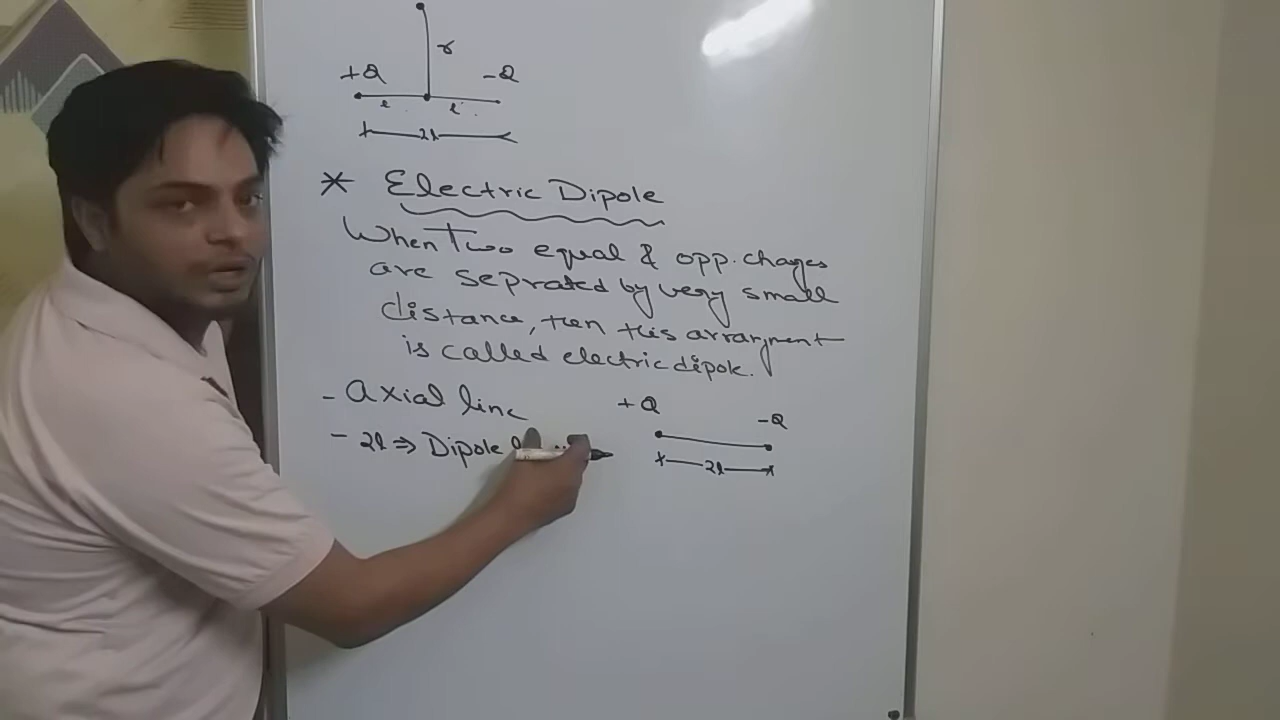 r
+Q -Q
l l
2l
* Electric Dipole
When Two equal & opp. chages
are seprated by very small
distance, then this arrangment
is called electric dipole.
- Axial line
+Q -Q
- 2l ⇒ Dipole
2l